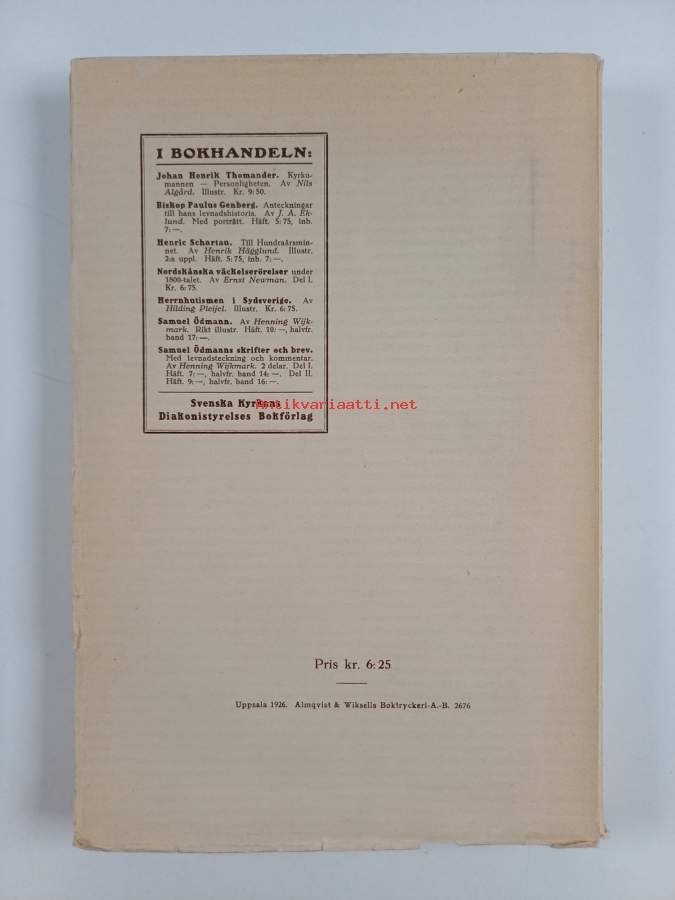 I BOKHANDELN:
Johan Henrik Thomander. Kyrko-
mannen — Personligheten. Av Nils
Algård. Illustr. Kr. 9: 50.
Biskop Paulus Genberg. Anteckningar
till hans levnadshistoria. Av J. A. Ek-
lund. Med porträtt. Häft. 5: 75, inb.
7: —.
Henric Schartau. Till Hundraårsmin-
net. Av Henrik Hägglund. Illustr.
2:a uppl. Häft. 5: 75, inb. 7: —.
Nordskånska väckelserörelser under
1800-talet. Av Ernst Newman. Del I.
Kr. 6: 75.
Herrnhutismen i Sydsverige. Av
Hilding Pleijel. Illustr. Kr. 6: 75.
Samuel Ödmann. Av Henning Wijk-
mark. Rikt illustr. Häft. 10: —, halvfr.
band 17: —.
Samuel Ödmanns skrifter och brev.
Med levnadsteckning och kommentar.
Av Henning Wijkmark. 2 delar. Del I.
Häft. 7: —, halvfr. band 14: —. Del II.
Häft. 9: —, halvfr. band 16: —.
Svenska Kyrkans
Antikvariaatti.net
Diakonistyrelses Bokförlag
Pris kr. 6: 25
Uppsala 1926. Almqvist & Wiksells Boktryckeri-A.-B. 2676